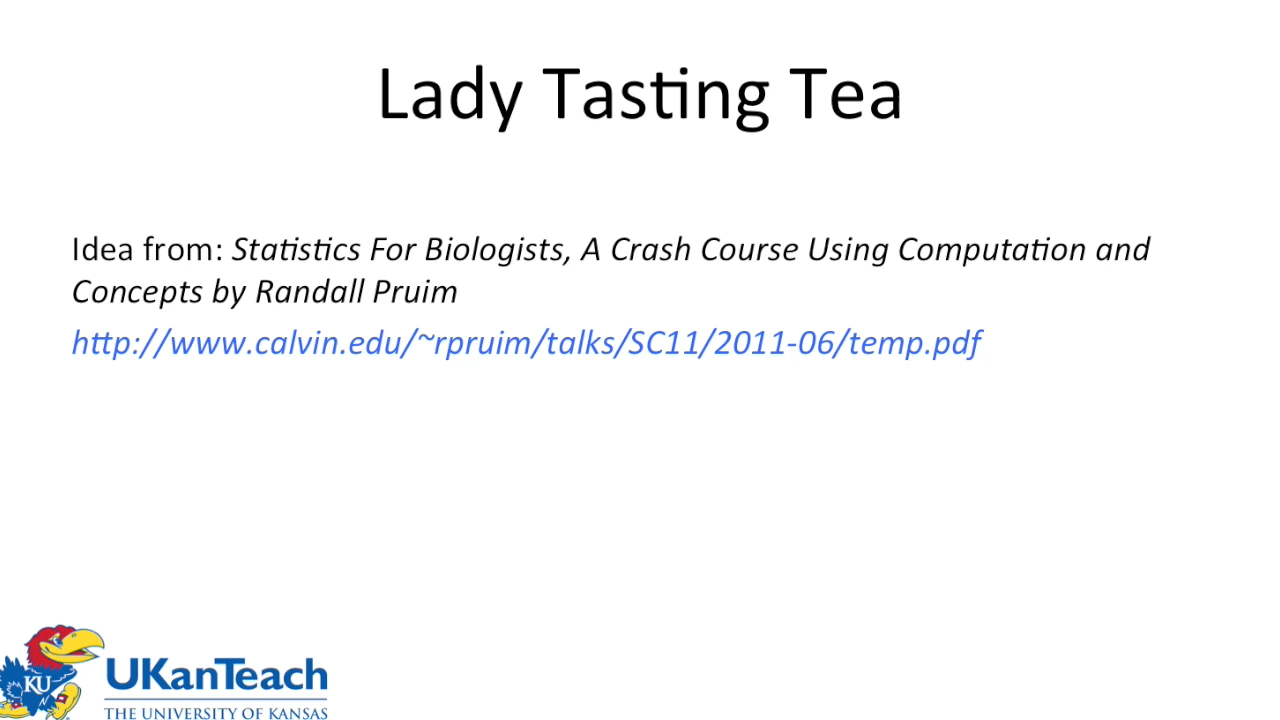 Lady Tasting Tea
Idea from: Statistics For Biologists, A Crash Course Using Computation and
Concepts by Randall Pruim
http://www.calvin.edu/~rpruim/talks/SC11/2011-06/temp.pdf
KU
UKanTeach
THE UNIVERSITY OF KANSAS